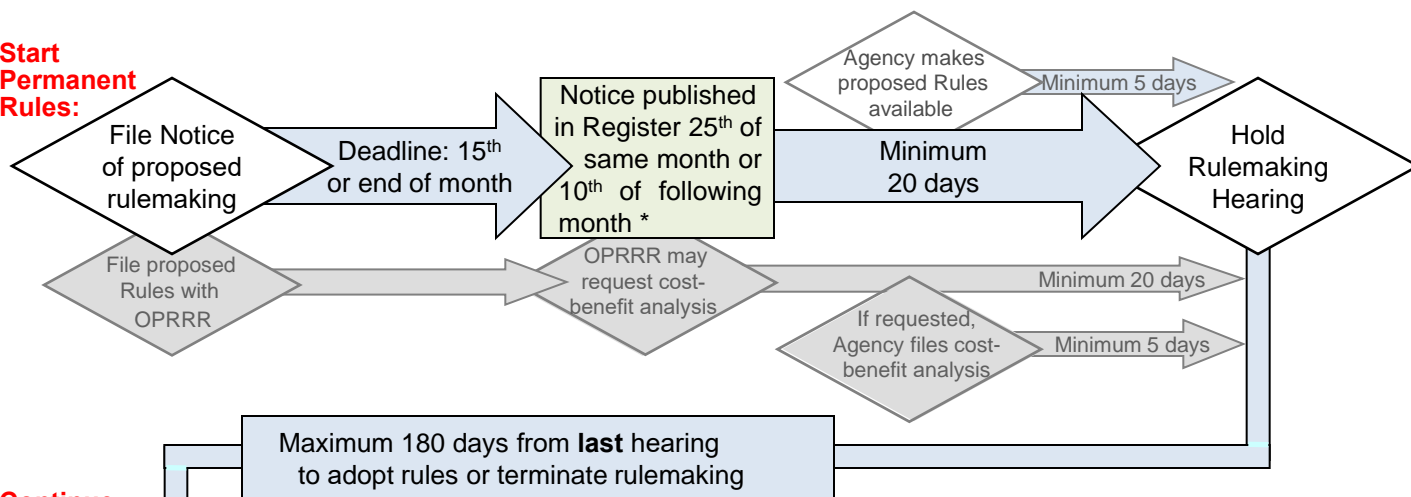 Start
Permanent
Rules:
File Notice
of proposed
rulemaking
Deadline: 15th
or end of month
Notice published
in Register 25th of
same month or
10th of following
month *
Agency makes
proposed Rules
available
Minimum 5 days
Minimum
20 days
Hold
Rulemaking
Hearing
File proposed
Rules with
OPRRR
OPRRR may
request cost-
benefit analysis
Minimum 20 days
If requested,
Agency files cost-
benefit analysis
Minimum 5 days
Maximum 180 days from last hearing
to adopt rules or terminate rulemaking
Continue